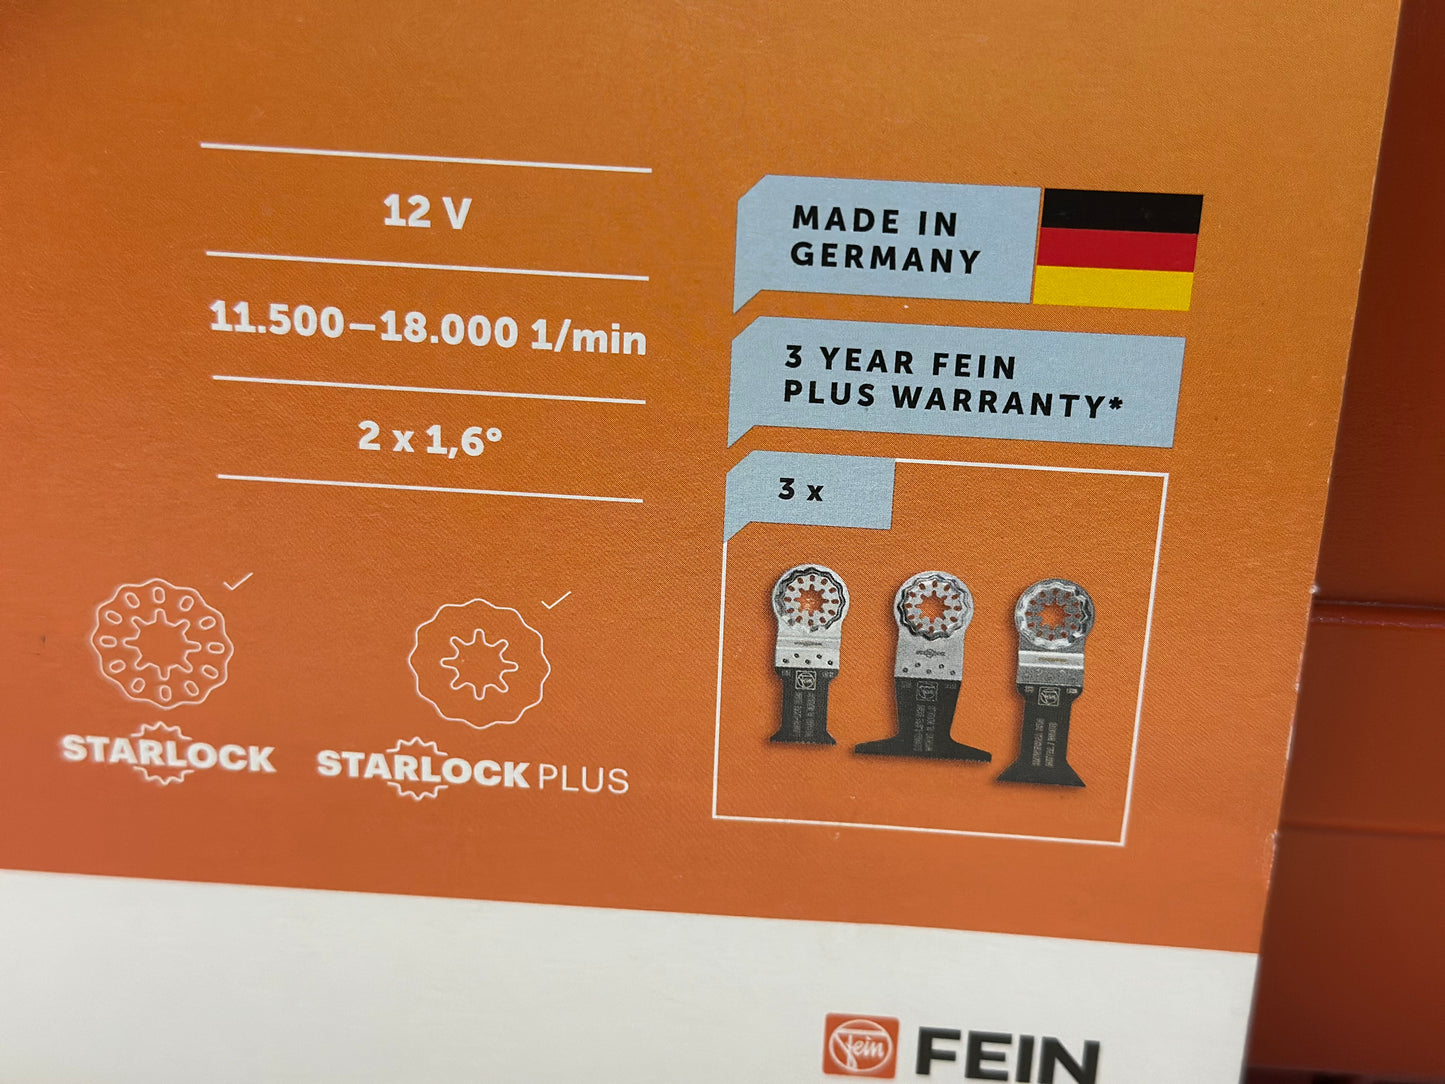 12 V
11.500–18.000 1/min
2 x 1,6°
STARLOCK
STARLOCK PLUS
MADE IN
GERMANY
3 YEAR FEIN
PLUS WARRANTY*
3 x
Fein FEIN